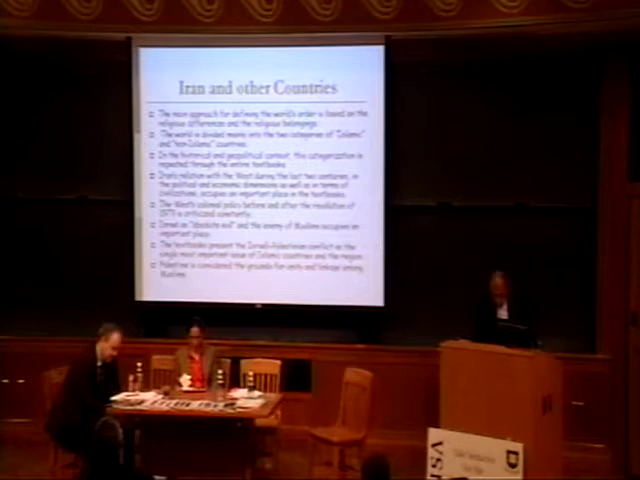 Iran and other Countries
The main approach for defining the world's order is based on the
religious differences and the religious belongings.
"The world is divided mainly into the two categories of "Islamic"
and "non-Islamic" countries.
In the historical and geopolitical context, this categorization is
repeated through the entire textbooks.
Iran's relation with the West during the last two centuries, in
the political and economic dimensions as well as in terms of
civilizations, occupies an important place in the textbooks.
The West's colonial policy before and after the revolution of
1979 is criticized constantly.
Israel as "absolute evil" and the enemy of Muslims occupies an
important place.
The textbooks present the Israeli-Palestinian conflict as the
single most important issue of Islamic countries and the region.
Palestine is considered the grounds for unity and linkage among
Muslims.
D